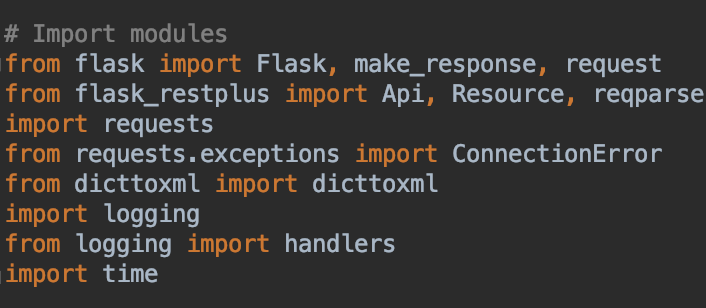 # Import modules
from flask import Flask, make_response, request
from flask_restplus import Api, Resource, reqparse
import requests
from requests.exceptions import ConnectionError
from dicttoxml import dicttoxml
import logging
from logging import handlers
import time